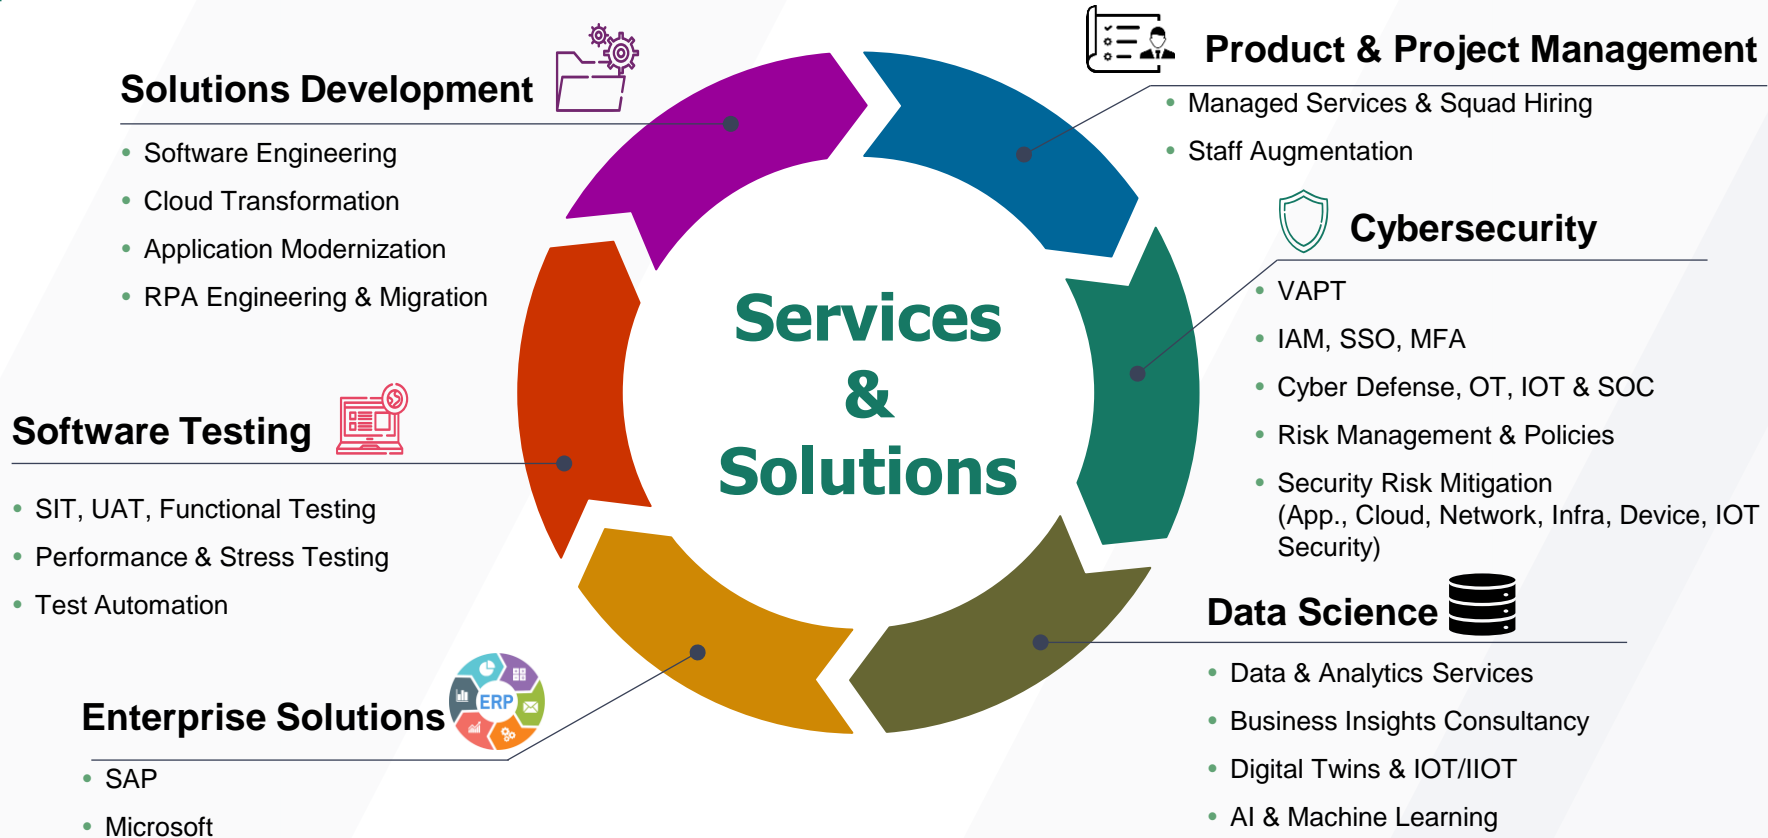 Solutions Development
• Software Engineering
• Cloud Transformation
• Application Modernization
• RPA Engineering & Migration
Software Testing
• SIT, UAT, Functional Testing
• Performance & Stress Testing
• Test Automation
Enterprise Solutions
ERP
• SAP
• Microsoft
Services
&
Solutions
Product & Project Management
• Managed Services & Squad Hiring
• Staff Augmentation
Cybersecurity
• VAPT
• IAM, SSO, MFA
• Cyber Defense, OT, IOT & SOC
• Risk Management & Policies
• Security Risk Mitigation
(App., Cloud, Network, Infra, Device, IOT
Security)
Data Science
• Data & Analytics Services
• Business Insights Consultancy
• Digital Twins & IOT/IIOT
• AI & Machine Learning